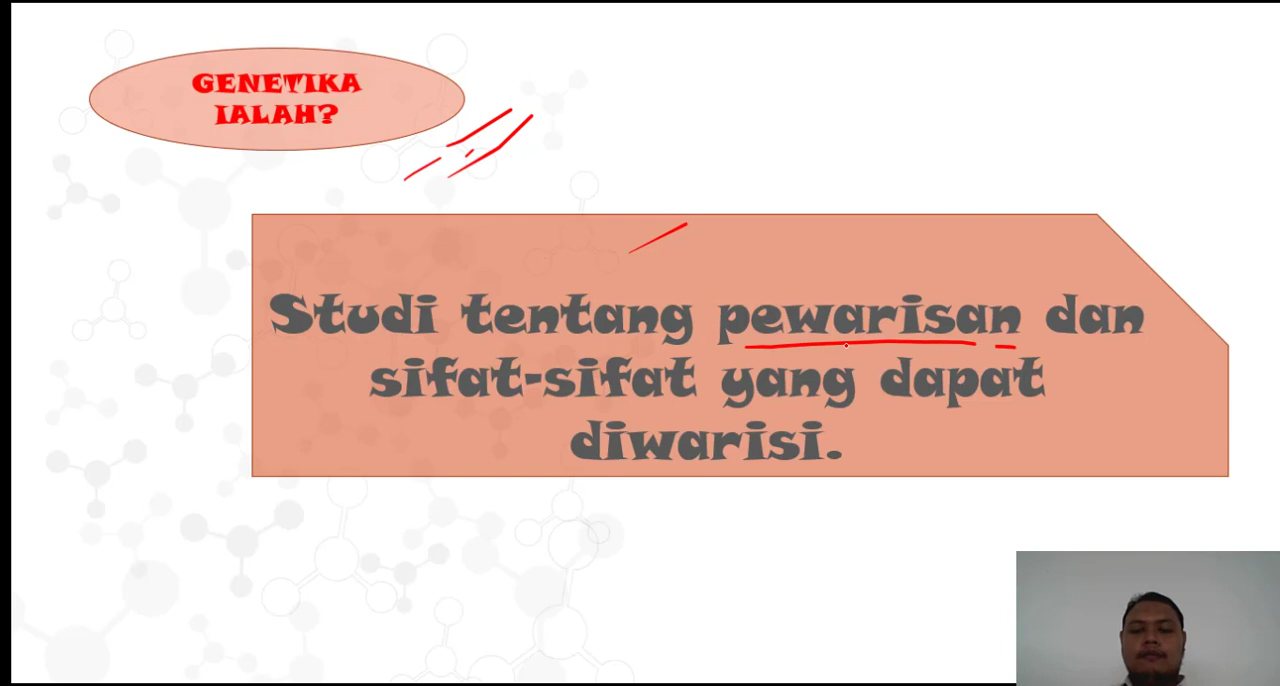 GENETIKA
IALAH?
Studi tentang pewarisan dan
sifat-sifat yang dapat
diwarisi.